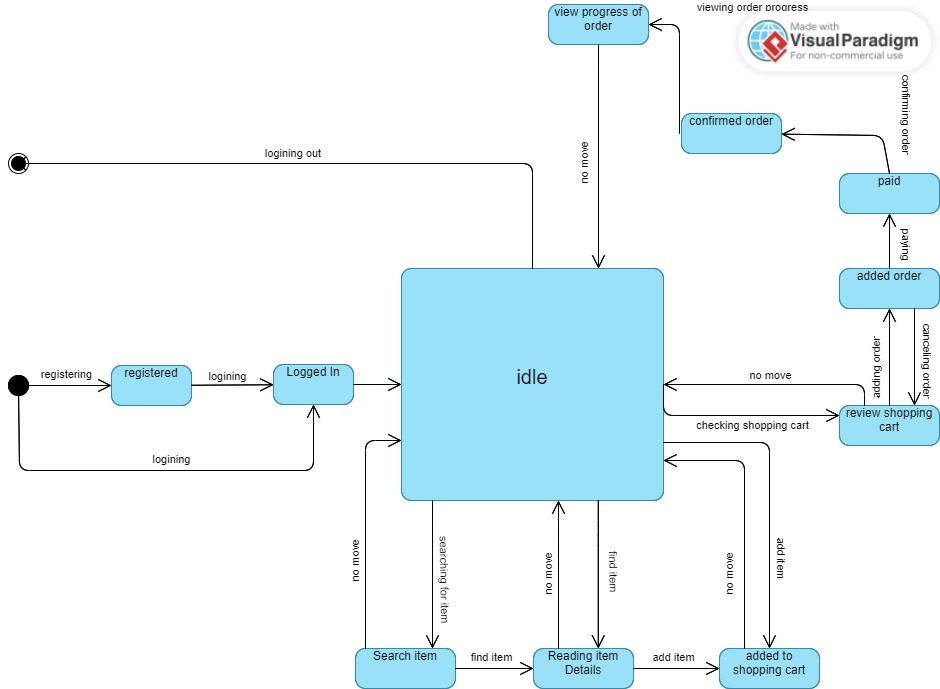 view progress of
order
viewing order progress
Made with
Visual Paradigm
For non-commercial use
confirming order
confirmed order
no move
logining out
paid
paying
added order
adding order
canceling order
idle
registering
registered
logining
Logged In
no move
checking shopping cart
review shopping
cart
logining
no move
searching for item
no move
find item
no move
add item
Search item
find item
Reading item
Details
add item
added to
shopping cart